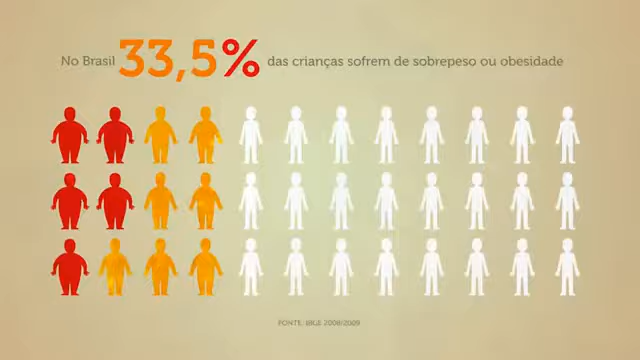 No Brasil 33,5% das crianças sofrem de sobrepeso ou obesidade
FONTE: IBGE 2008/2009